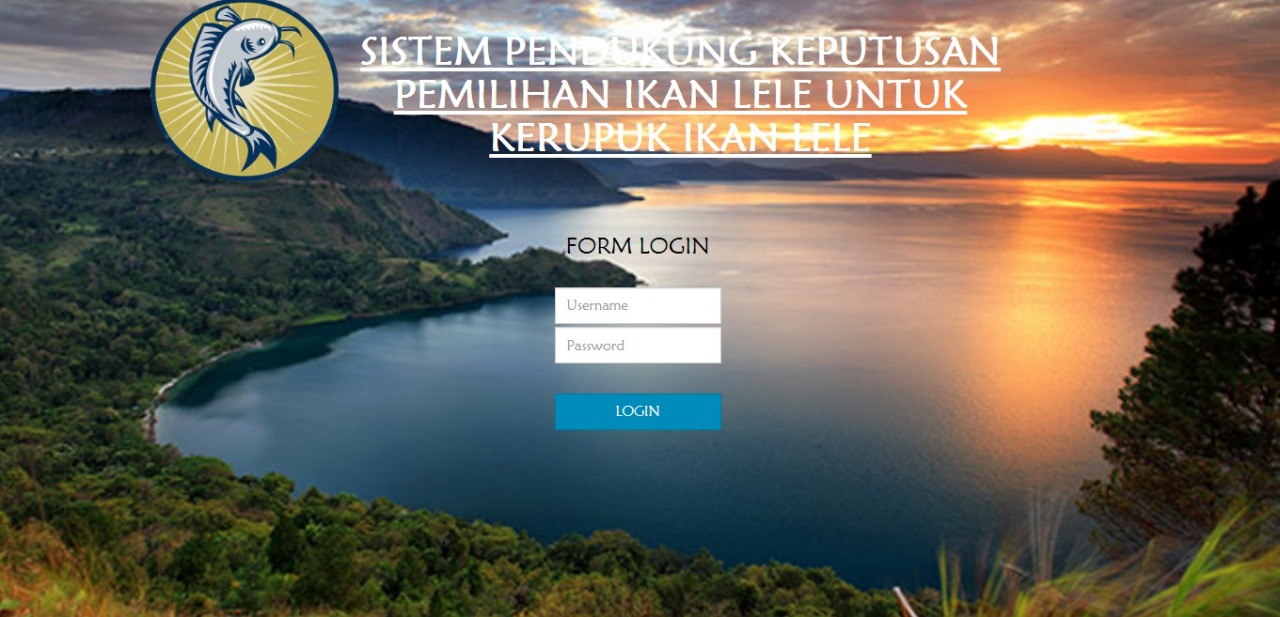 SISTEM PENDUKUNG KEPUTUSAN
PEMILIHAN IKAN LELE UNTUK
KERUPUK IKAN LELE
FORM LOGIN
Username
Password
LOGIN